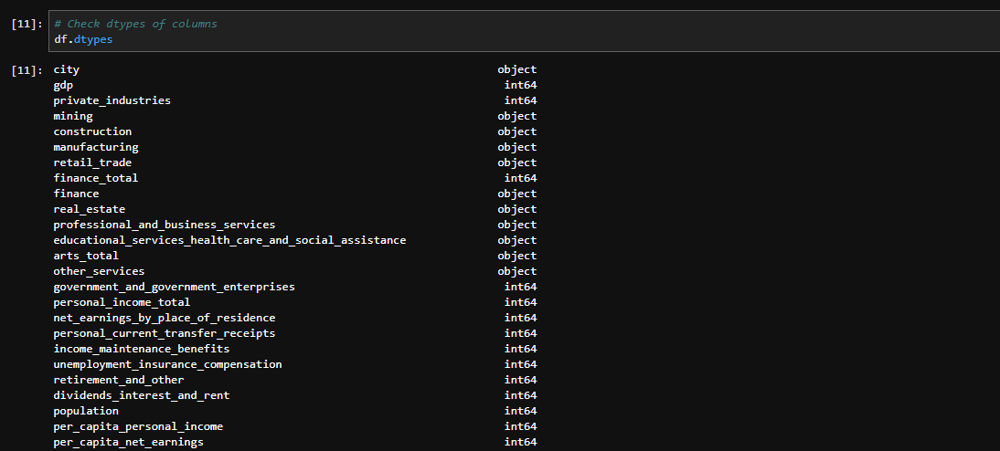 [11]: # Check dtypes of columns
df.dtypes
[11]: city object
gdp int64
private_industries int64
mining object
construction object
manufacturing object
retail_trade object
finance_total int64
finance object
real_estate object
professional_and_business_services object
educational_services_health_care_and_social_assistance object
arts_total object
other_services object
government_and_government_enterprises int64
personal_income_total int64
net_earnings_by_place_of_residence int64
personal_current_transfer_receipts int64
income_maintenance_benefits int64
unemployment_insurance_compensation int64
retirement_and_other int64
dividends_interest_and_rent int64
population int64
per_capita_personal_income int64
per_capita_net_earnings int64